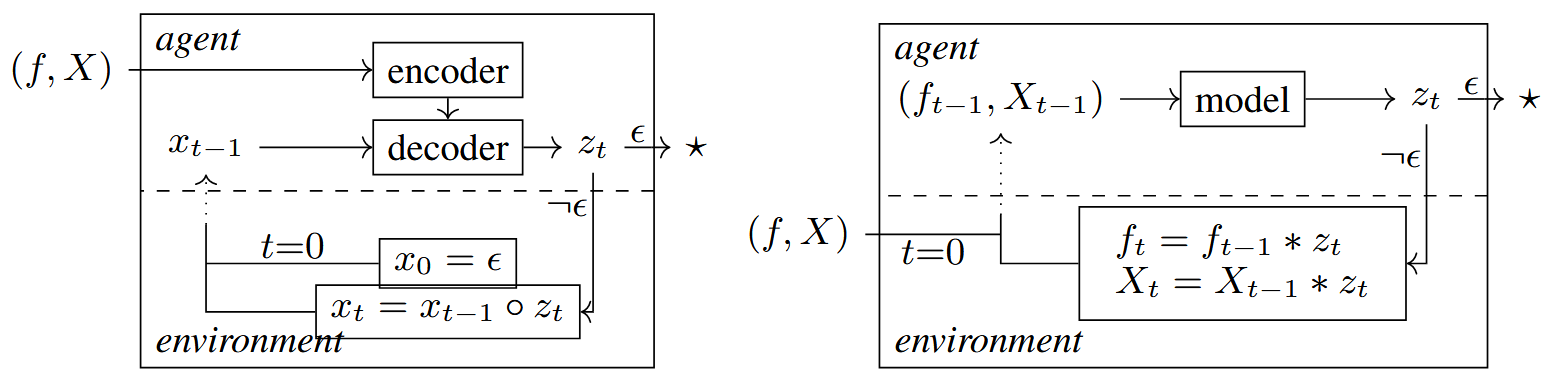 agent
(f, X)
encoder
x_{t−1}
decoder
z_t
ϵ
⋆
¬ϵ
t=0
x_0 = ϵ
x_t = x_{t−1} ∘ z_t
environment
agent
(f_{t−1}, X_{t−1})
model
z_t
ϵ
⋆
¬ϵ
(f, X)
t=0
f_t = f_{t−1} ∗ z_t
X_t = X_{t−1} ∗ z_t
environment